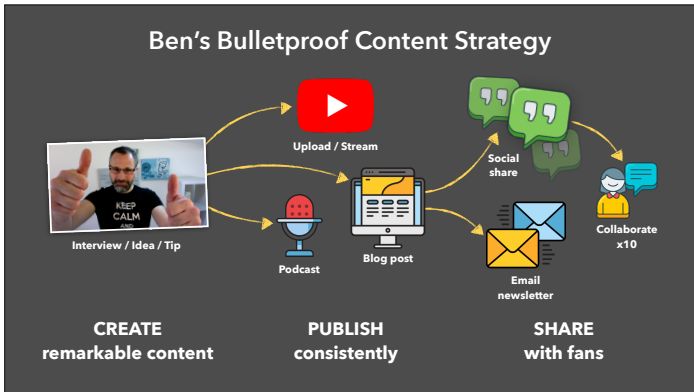 Ben's Bulletproof Content Strategy
Upload / Stream
Social
share
KEEP
CALM
AND
Interview / Idea / Tip
Podcast
Blog post
Collaborate
x10
Email
newsletter
CREATE
remarkable content
PUBLISH
consistently
SHARE
with fans